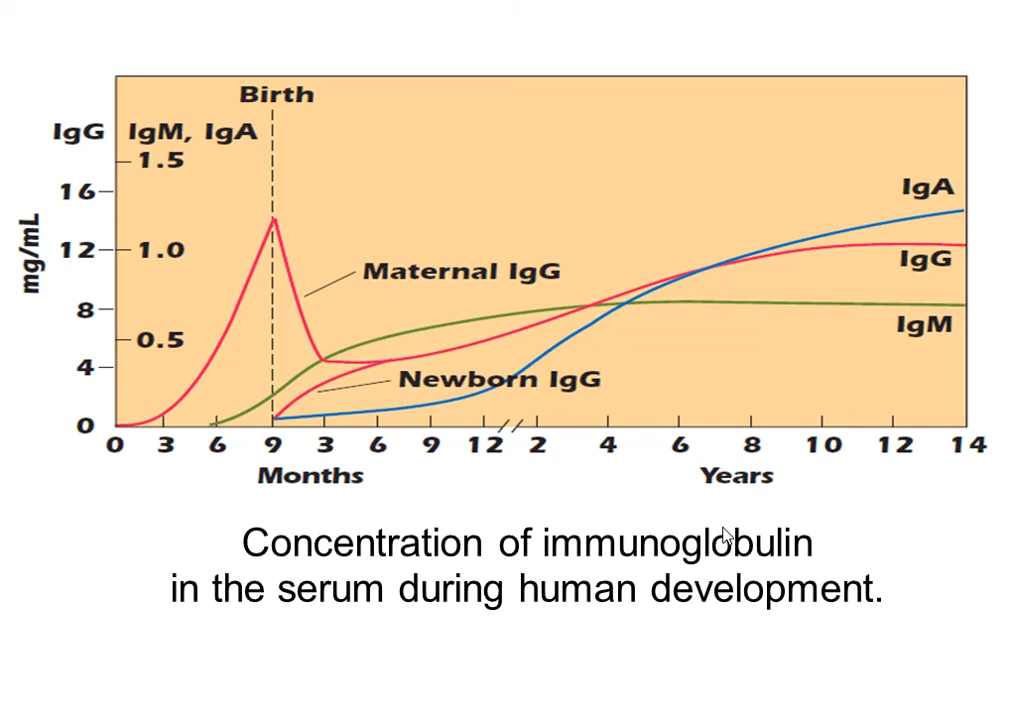 Birth
IgG IgM, IgA
1.5
16
IgA
12
1.0
IgG
mg/mL
Maternal IgG
8
IgM
0.5
4
Newborn IgG
0
0 3 6 9 3 6 9 12 2 4 6 8 10 12 14
Months Years
Concentration of immunoglobulin
in the serum during human development.